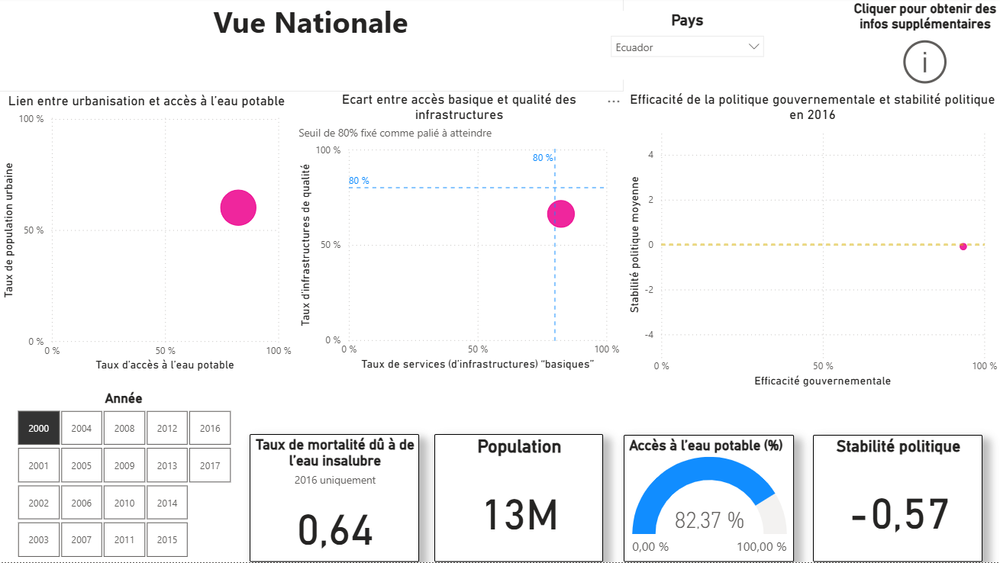 Vue Nationale
Pays
Ecuador
Cliquer pour obtenir des
infos supplémentaires
i
Lien entre urbanisation et accès à l'eau potable
100 %
50 %
0 %
0 %
50 %
100 %
Taux de population urbaine
Taux d'accès à l'eau potable
Ecart entre accès basique et qualité des
infrastructures
...
Seuil de 80% fixé comme palié à atteindre
100 %
50 %
0 %
80 %
80 %
0 %
50 %
100 %
Taux d'infrastructures de qualité
Taux de services (d'infrastructures) “basiques”
Efficacité de la politique gouvernementale et stabilité politique
en 2016
4
2
0
-2
-4
0 %
50 %
100 %
Stabilité politique moyenne
Efficacité gouvernementale
Année
2000
2004
2008
2012
2016
2001
2005
2009
2013
2017
2002
2006
2010
2014
2003
2007
2011
2015
Taux de mortalité dû à de
l'eau insalubre
2016 uniquement
0,64
Population
13M
Accès à l'eau potable (%)
82,37 %
0,00 %
100,00 %
Stabilité politique
-0,57